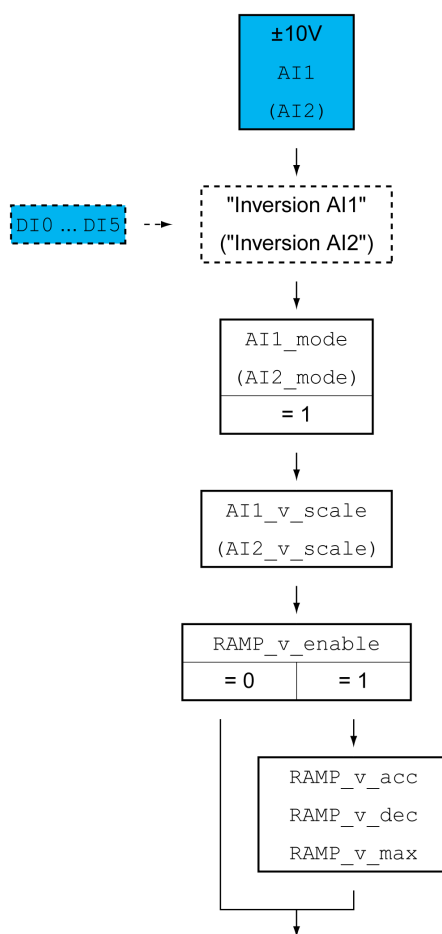 ±10V
AI1
(AI2)
DI0 ... DI5
"Inversion AI1"
("Inversion AI2")
AI1_mode
(AI2_mode)
= 1
AI1_v_scale
(AI2_v_scale)
RAMP_v_enable
= 0 = 1
RAMP_v_acc
RAMP_v_dec
RAMP_v_max